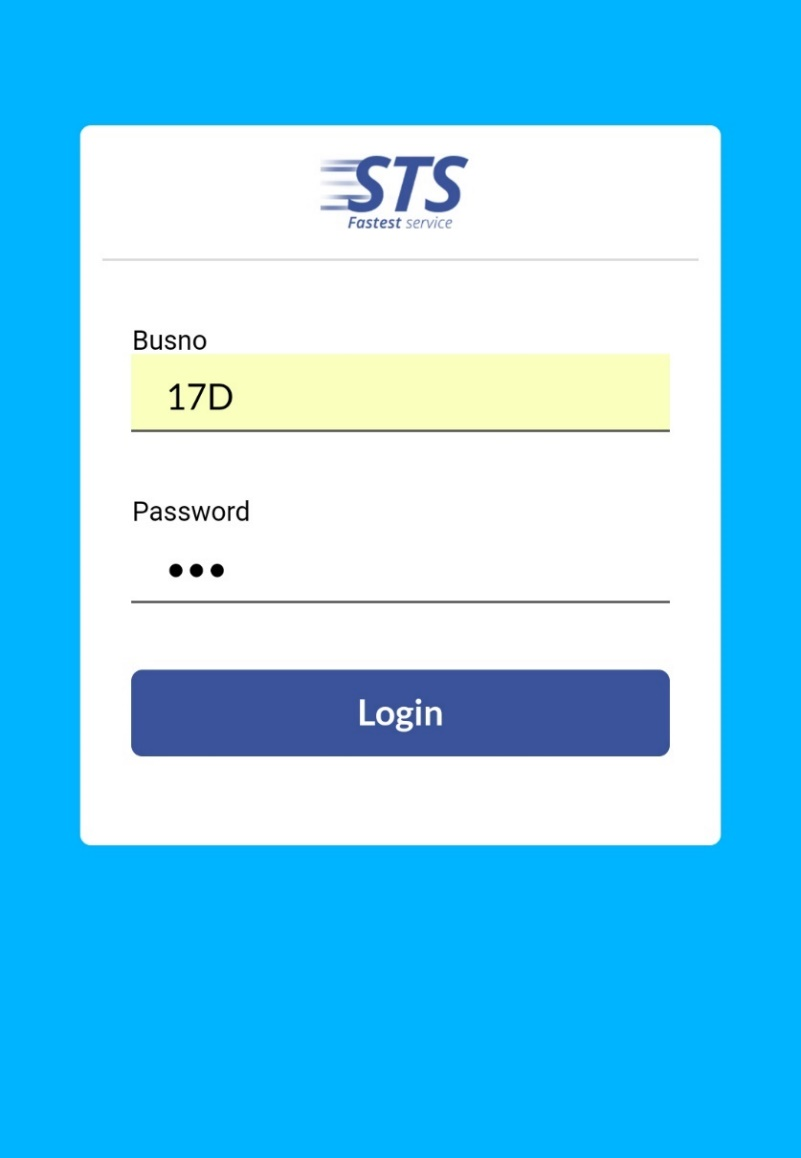 STS
Fastest service
Busno
17D
Password
•••
Login